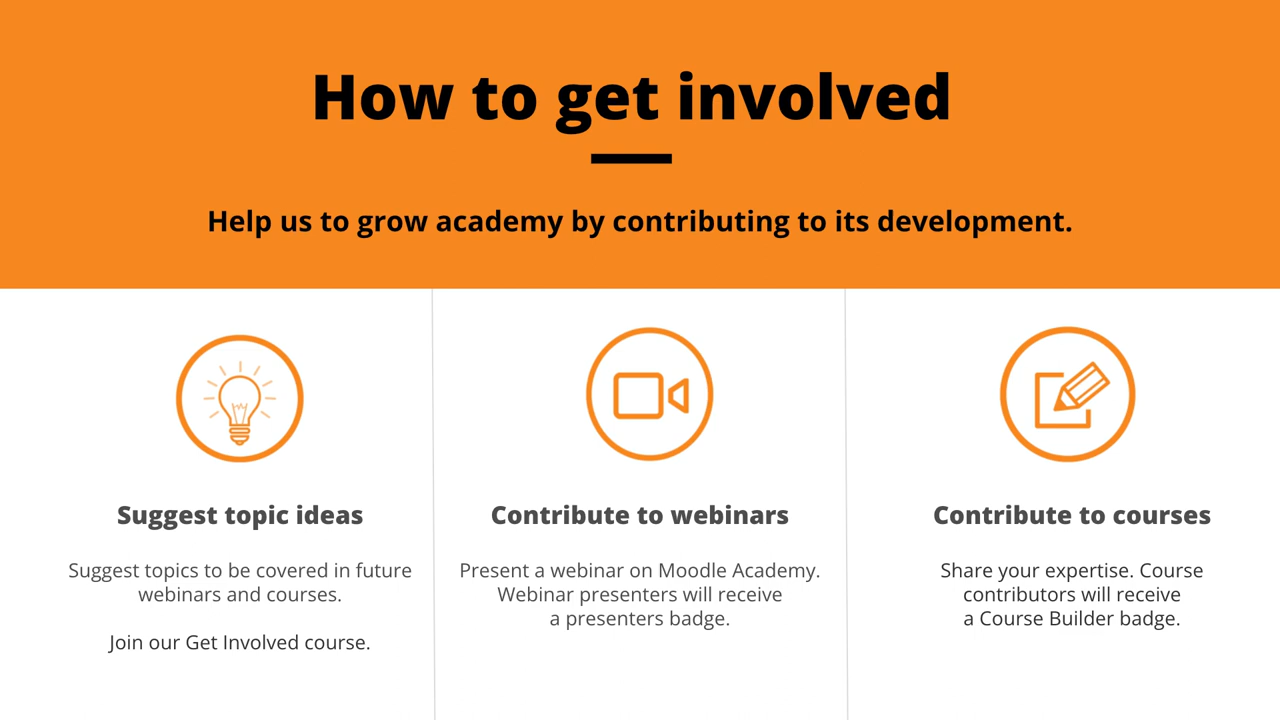 How to get involved
Help us to grow academy by contributing to its development.
Suggest topic ideas
Suggest topics to be covered in future
webinars and courses.
Join our Get Involved course.
Contribute to webinars
Present a webinar on Moodle Academy.
Webinar presenters will receive
a presenters badge.
Contribute to courses
Share your expertise. Course
contributors will receive
a Course Builder badge.